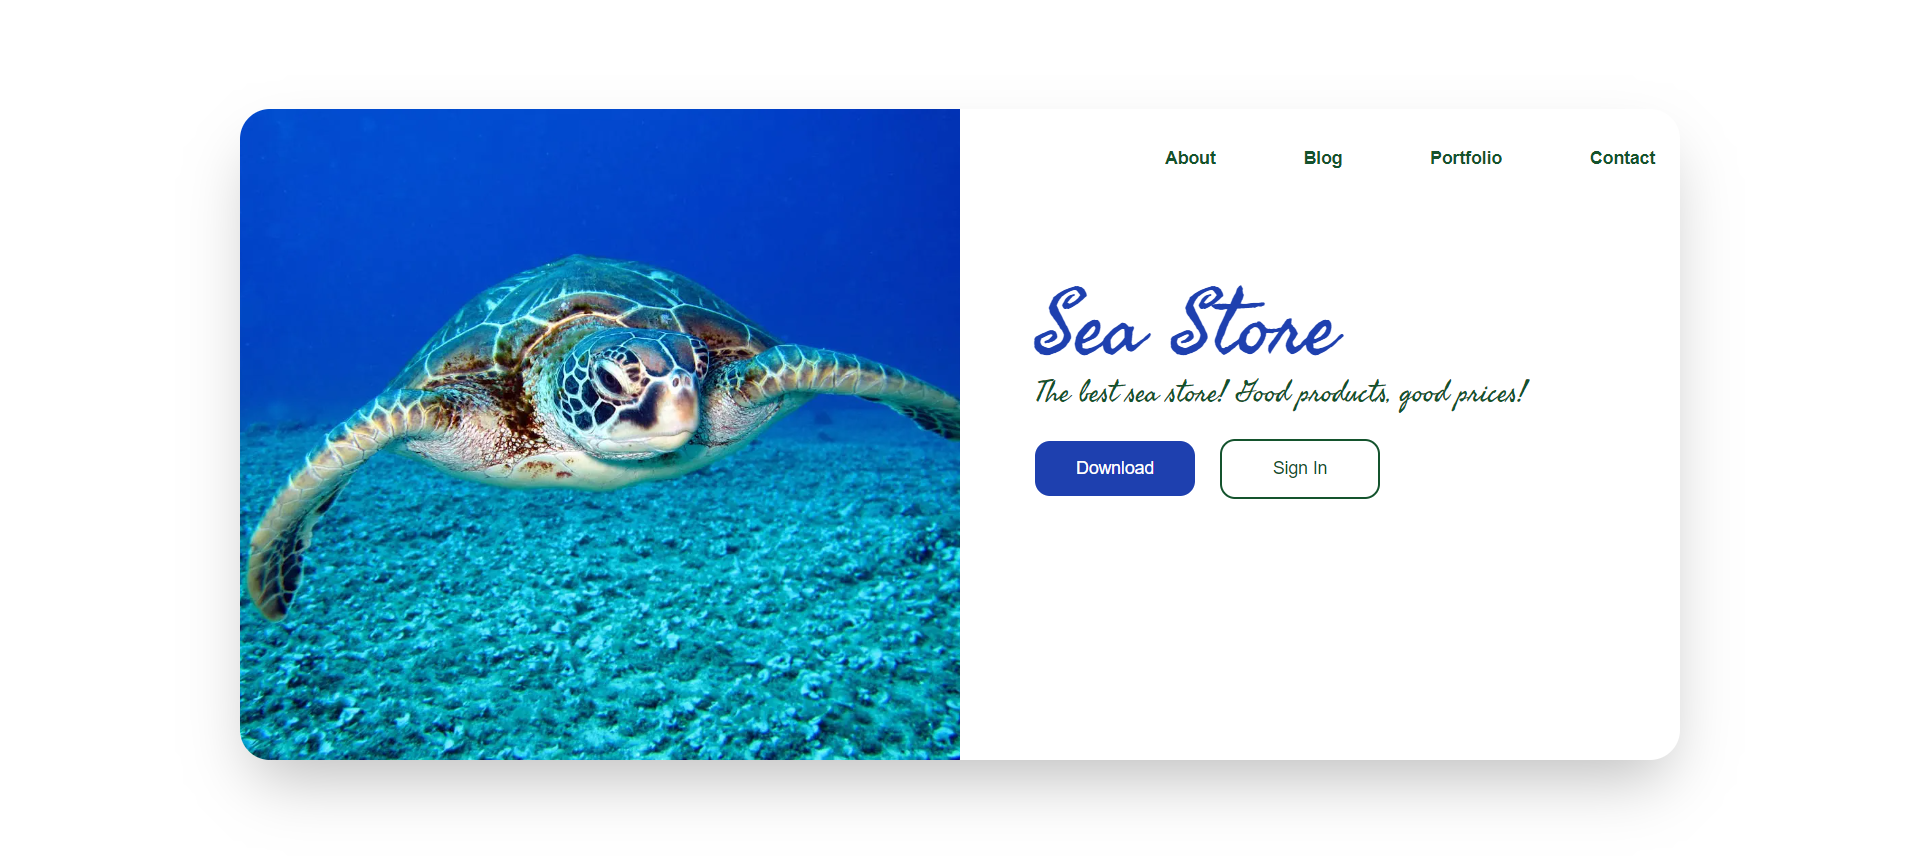 About Blog Portfolio Contact
Sea Store
The best sea store! Good products, good prices!
Download Sign In